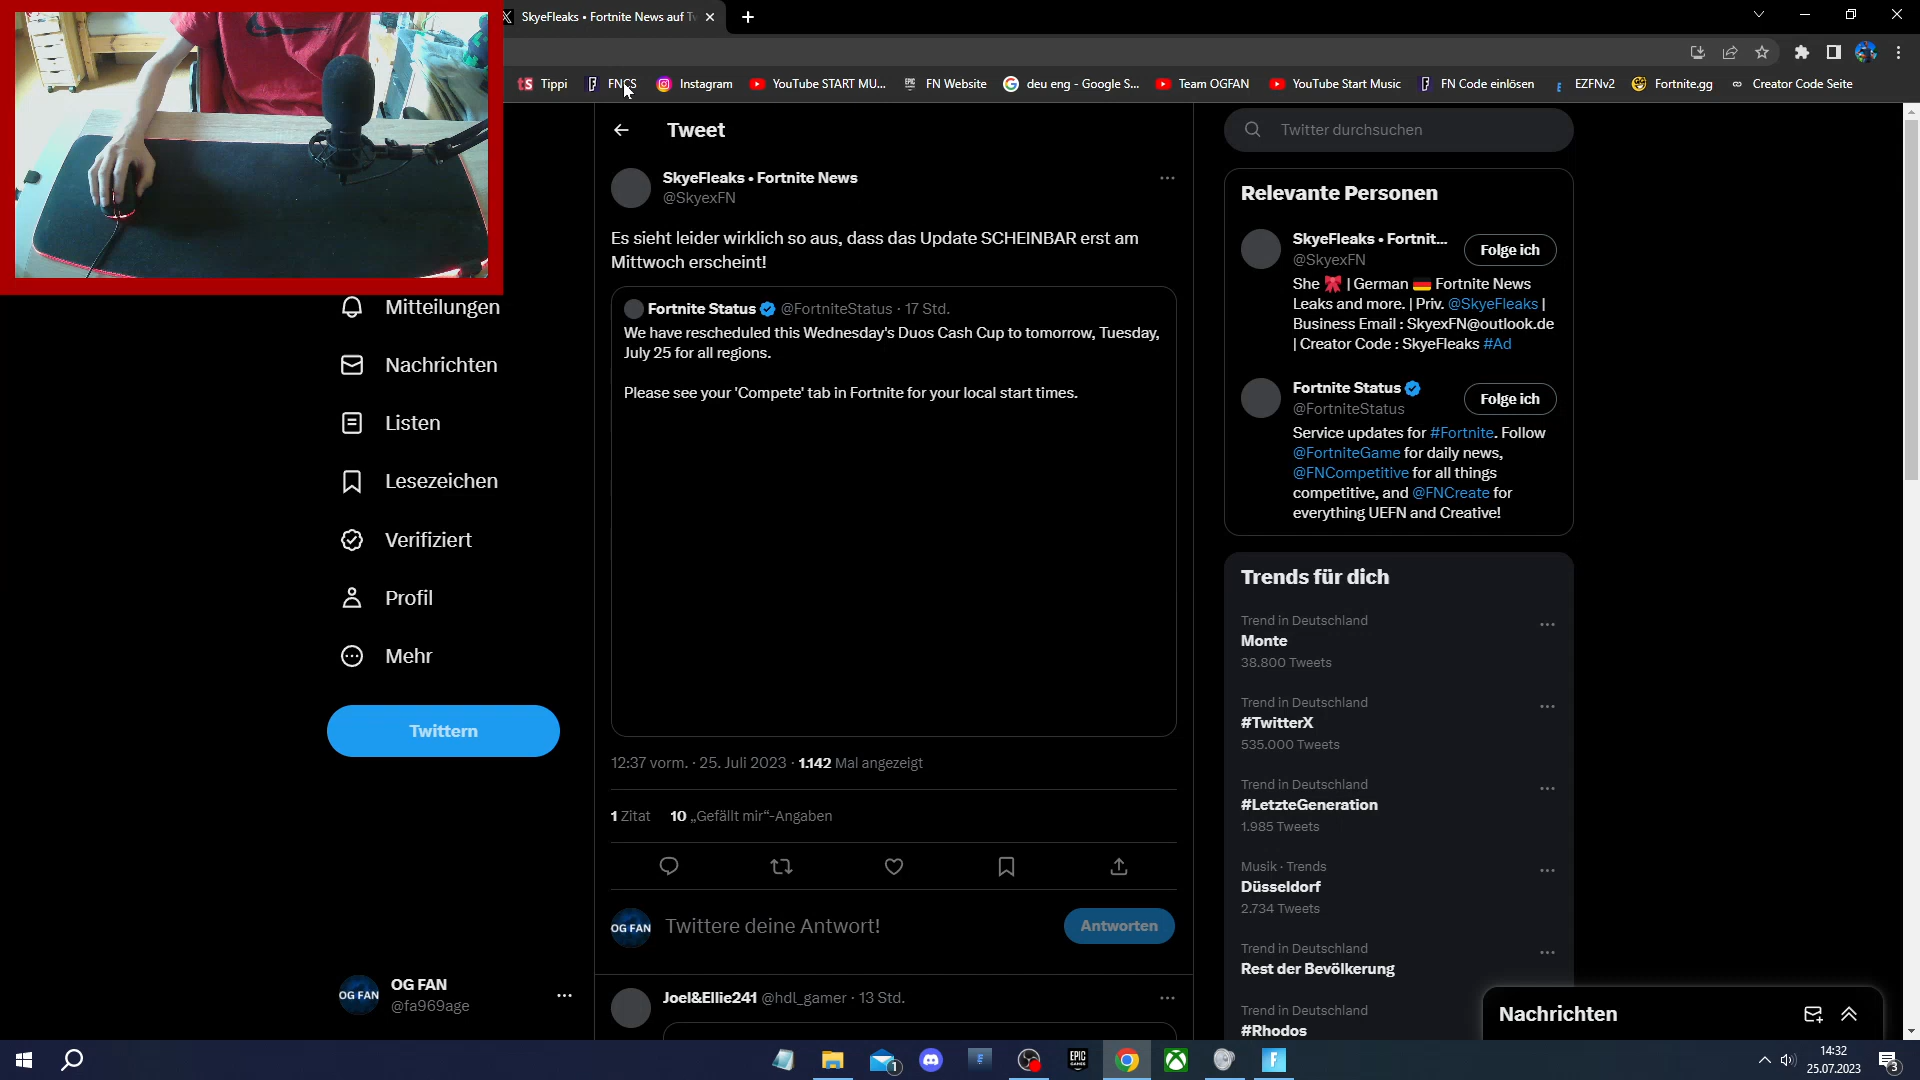 SkyeFleaks • Fortnite News auf Tw
Tippi
FNCS
Instagram
YouTube START MU...
FN Website
deu eng - Google S...
Team OGFAN
YouTube Start Music
FN Code einlösen
EZFNv2
Fortnite.gg
Creator Code Seite
Mitteilungen
Nachrichten
Listen
Lesezeichen
Verifiziert
Profil
Mehr
Twittern
OG FAN
OG FAN
@fa969age
Tweet
SkyeFleaks • Fortnite News
@SkyexFN
Es sieht leider wirklich so aus, dass das Update SCHEINBAR erst am
Mittwoch erscheint!
Fortnite Status @FortniteStatus · 17 Std.
We have rescheduled this Wednesday's Duos Cash Cup to tomorrow, Tuesday,
July 25 for all regions.
Please see your 'Compete' tab in Fortnite for your local start times.
12:37 vorm. · 25. Juli 2023 · 1.142 Mal angezeigt
1 Zitat 10 „Gefällt mir“-Angaben
OG FAN
Twittere deine Antwort!
Antworten
Joel&Ellie241 @hdl_gamer · 13 Std.
Twitter durchsuchen
Relevante Personen
SkyeFleaks • Fortnit...
@SkyexFN
Folge ich
She 🎀 | German 🇩🇪 Fortnite News
Leaks and more. | Priv. @SkyeFleaks |
Business Email : SkyexFN@outlook.de
| Creator Code : SkyeFleaks #Ad
Fortnite Status
@FortniteStatus
Folge ich
Service updates for #Fortnite. Follow
@FortniteGame for daily news,
@FNCompetitive for all things
competitive, and @FNCreate for
everything UEFN and Creative!
Trends für dich
Trend in Deutschland
Monte
38.800 Tweets
Trend in Deutschland
#TwitterX
535.000 Tweets
Trend in Deutschland
#LetzteGeneration
1.985 Tweets
Musik · Trends
Düsseldorf
2.734 Tweets
Trend in Deutschland
Rest der Bevölkerung
Trend in Deutschland
#Rhodos
Nachrichten
1
EPIC
GAMES
14:32
25.07.2023
3